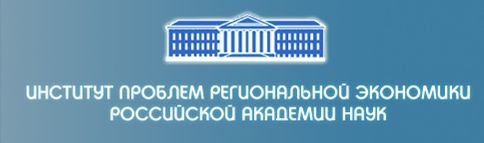 ИНСТИТУТ ПРОБЛЕМ РЕГИОНАЛЬНОЙ ЭКОНОМИКИ
РОССИЙСКОЙ АКАДЕМИИ НАУК